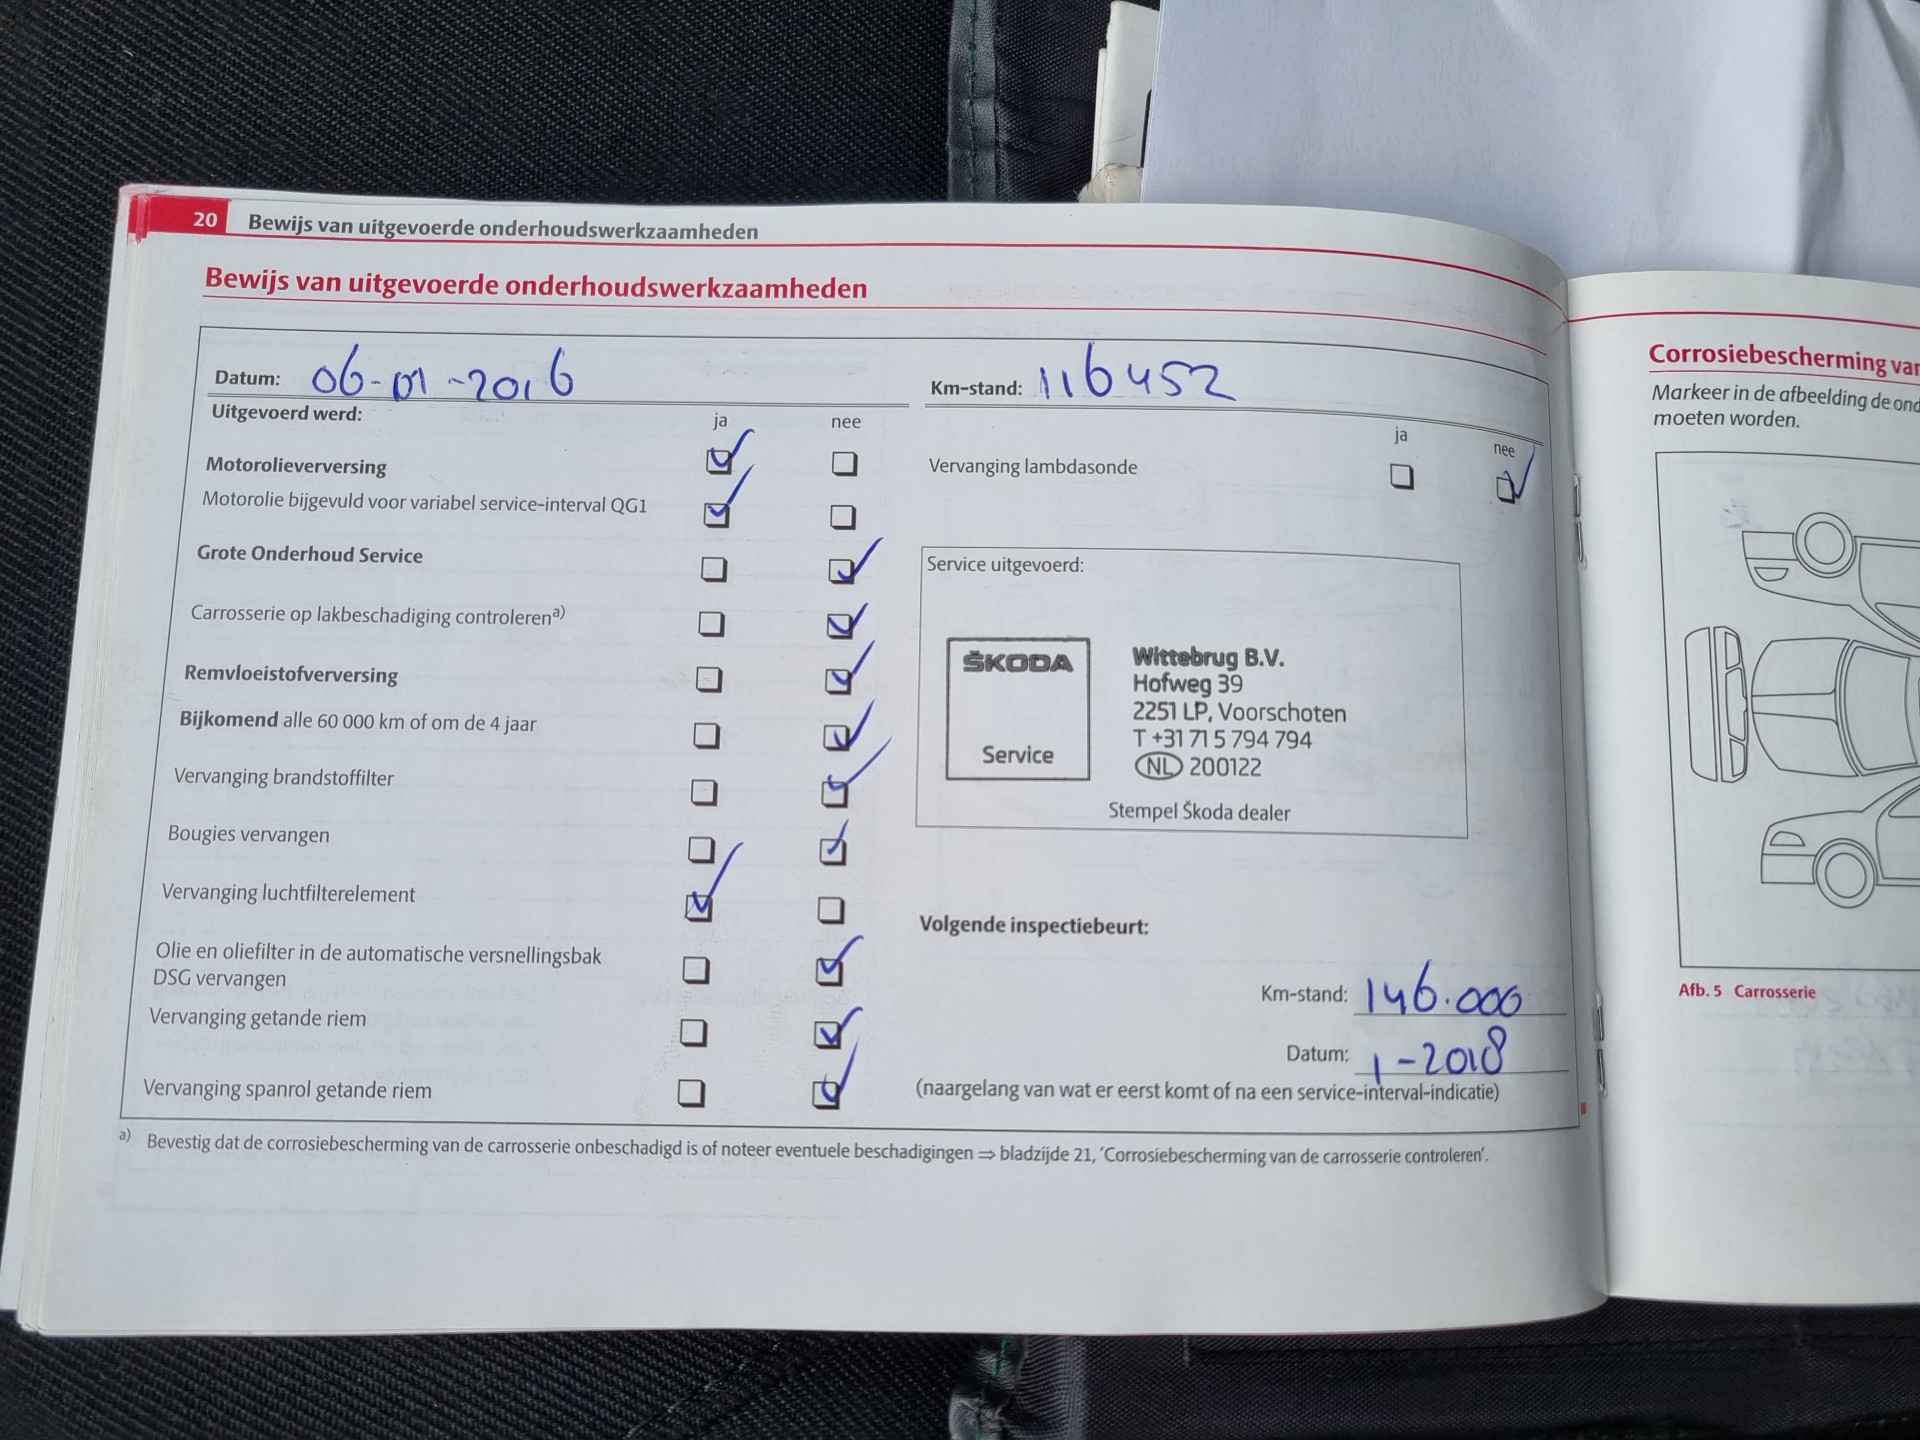 20 Bewijs van uitgevoerde onderhoudswerkzaamheden
Bewijs van uitgevoerde onderhoudswerkzaamheden
Datum: 06-01-2016
Km-stand: 116452
Uitgevoerd werd:
ja nee
ja nee
Motorolieverversing
Vervanging lambdasonde
Motorolie bijgevuld voor variabel service-interval QG1
Grote Onderhoud Service
Carrosserie op lakbeschadiging controlerena)
Remvloeistofverversing
Bijkomend alle 60 000 km of om de 4 jaar
Vervanging brandstoffilter
Bougies vervangen
Vervanging luchtfilterelement
Olie en oliefilter in de automatische versnellingsbak
DSG vervangen
Vervanging getande riem
Vervanging spanrol getande riem
Service uitgevoerd:
ŠKODA
Service
Wittebrug B.V.
Hofweg 39
2251 LP, Voorschoten
T +31 71 5 794 794
NL 200122
Stempel Škoda dealer
Volgende inspectiebeurt:
Km-stand: 146.000
Datum: 1-2018
(naargelang van wat er eerst komt of na een service-interval-indicatie)
a) Bevestig dat de corrosiebescherming van de carrosserie onbeschadigd is of noteer eventuele beschadigingen ⇒ bladzijde 21, 'Corrosiebescherming van de carrosserie controleren'.
Corrosiebescherming van
Markeer in de afbeelding de ond
moeten worden.
Afb. 5 Carrosserie